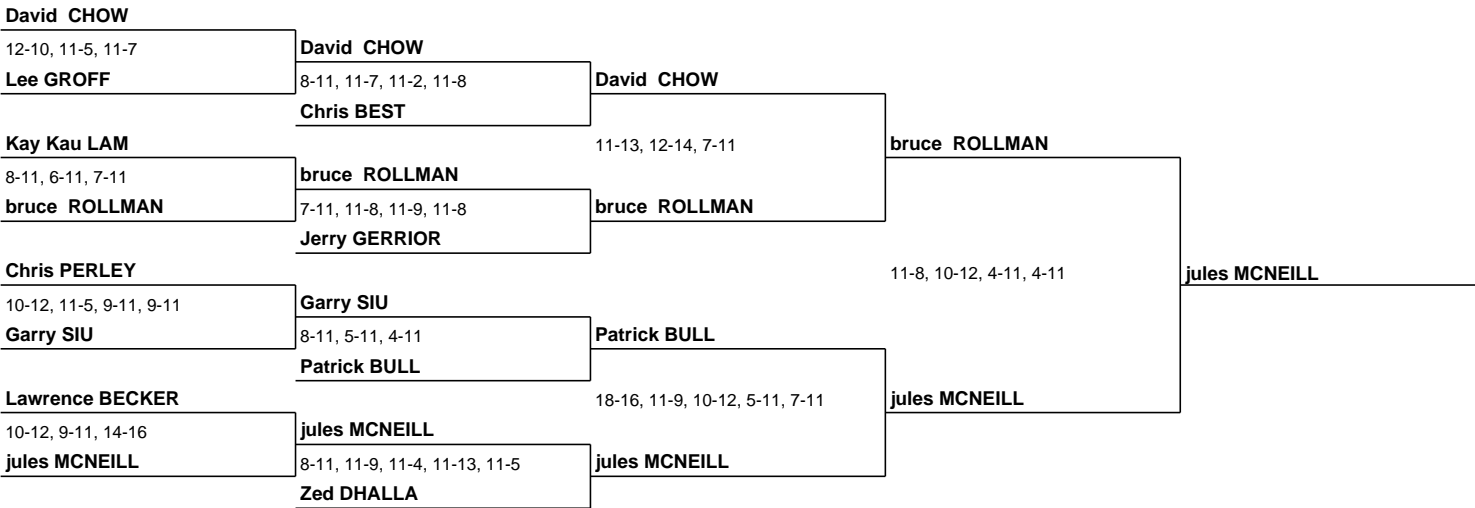 David  CHOW
12-10, 11-5, 11-7
Lee GROFF
Kay Kau LAM
8-11, 6-11, 7-11
bruce  ROLLMAN
Chris PERLEY
10-12, 11-5, 9-11, 9-11
Garry SIU
Lawrence BECKER
10-12, 9-11, 14-16
jules MCNEILL
David  CHOW
8-11, 11-7, 11-2, 11-8
Chris BEST
bruce  ROLLMAN
7-11, 11-8, 11-9, 11-8
Jerry GERRIOR
Garry SIU
8-11, 5-11, 4-11
Patrick BULL
jules MCNEILL
8-11, 11-9, 11-4, 11-13, 11-5
Zed DHALLA
David  CHOW
11-13, 12-14, 7-11
bruce  ROLLMAN
Patrick BULL
18-16, 11-9, 10-12, 5-11, 7-11
jules MCNEILL
bruce  ROLLMAN
11-8, 10-12, 4-11, 4-11
jules MCNEILL
jules MCNEILL